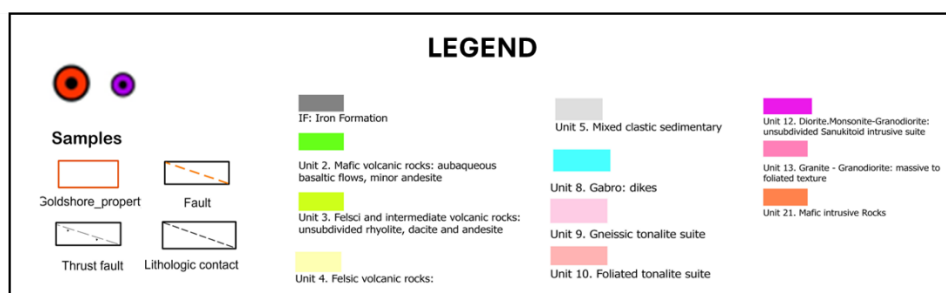 LEGEND
Samples
Goldshore_propert
Fault
Thrust fault
Lithologic contact
IF: Iron Formation
Unit 2. Mafic volcanic rocks: aubaqueous
basaltic flows, minor andesite
Unit 3. Felsci and intermediate volcanic rocks:
unsubdivided rhyolite, dacite and andesite
Unit 4. Felsic volcanic rocks:
Unit 5. Mixed clastic sedimentary
Unit 8. Gabro: dikes
Unit 9. Gneissic tonalite suite
Unit 10. Foliated tonalite suite
Unit 12. Diorite.Monsonite-Granodiorite:
unsubdivided Sanukitoid intrusive suite
Unit 13. Granite - Granodiorite: massive to
foliated texture
Unit 21. Mafic intrusive Rocks